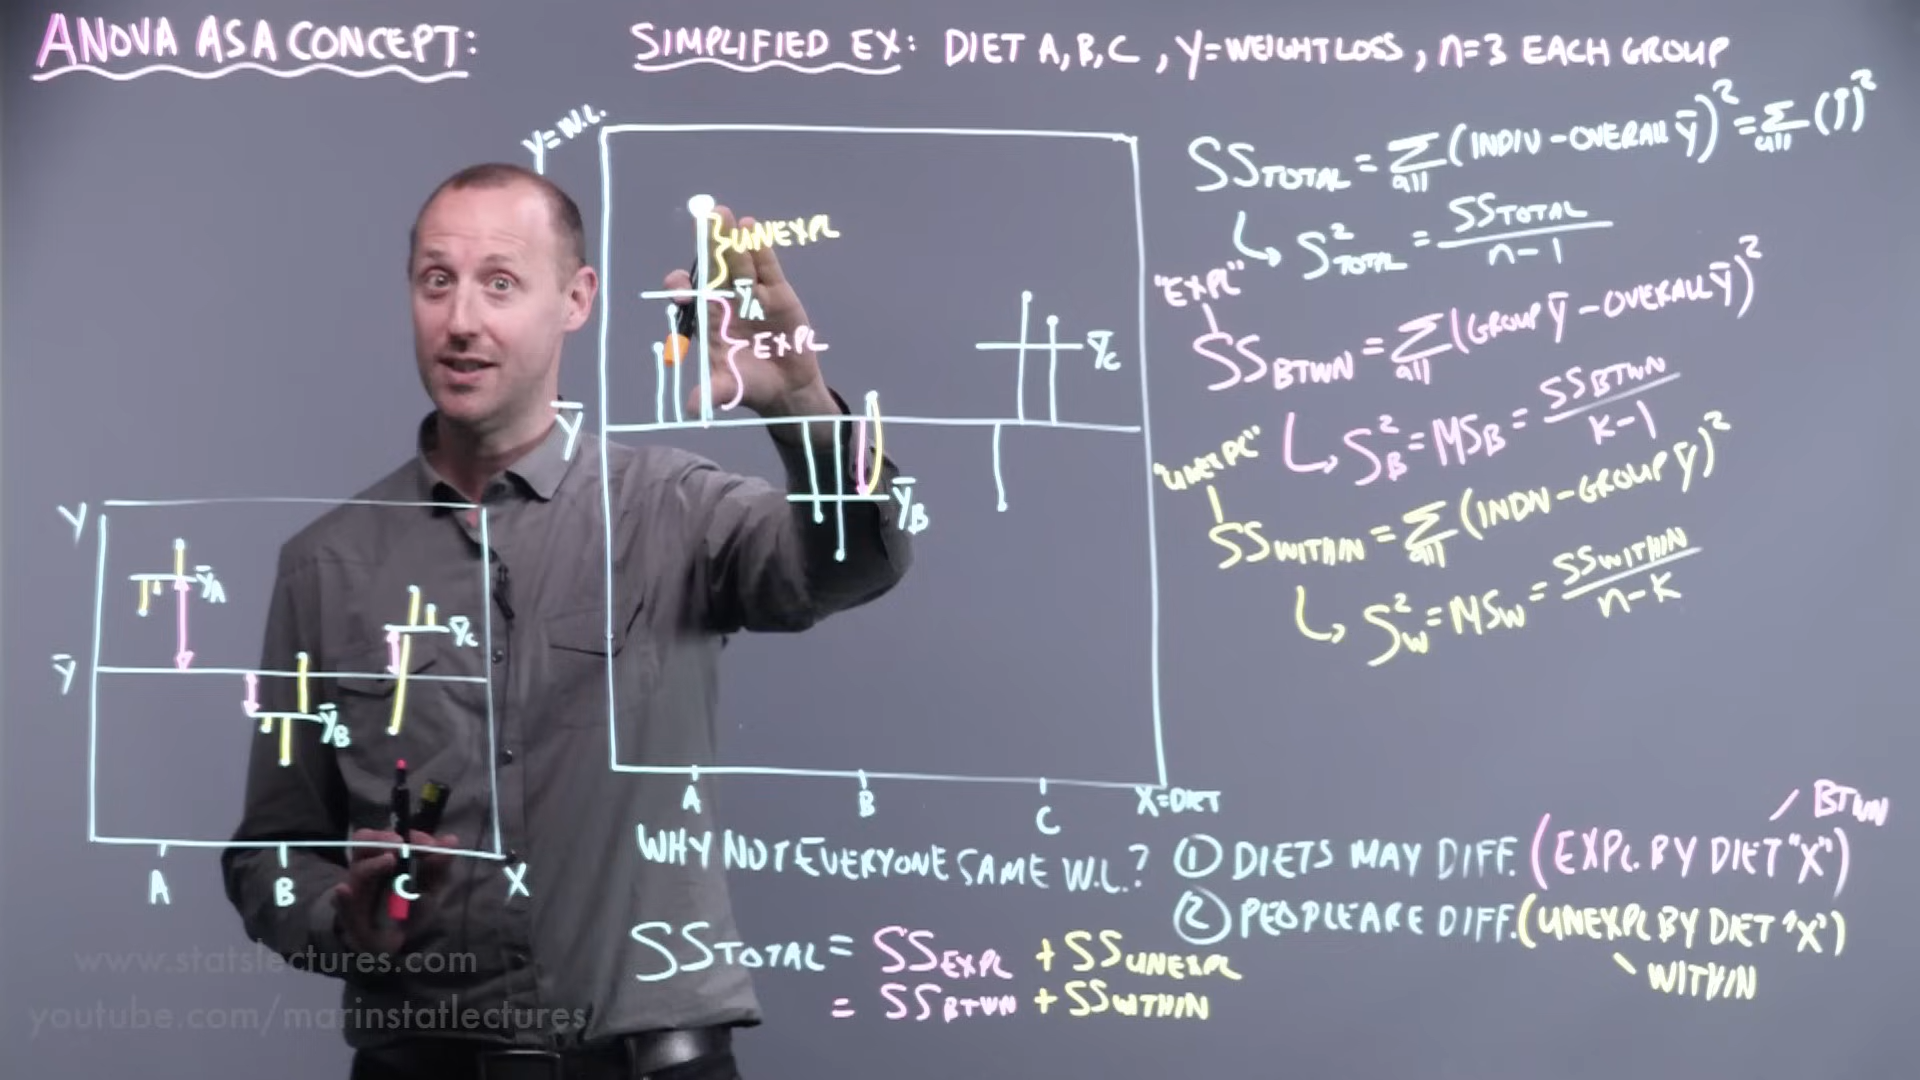 ANOVA AS A CONCEPT:
SIMPLIFIED EX: DIET A, B, C , Y=WEIGHT LOSS , n=3 EACH GROUP
Y=W.L.
UNEXPL
ȲA
EXPL
Ȳ
ȲB
ȲC
A B C X=DIET
Y
ȲA
ȲC
Ȳ
ȲB
A B C X
SSTOTAL = Σall (INDIV - OVERALL Ȳ)² = Σall (⌶)²
↳ S²TOTAL = SSTOTAL / n-1
"EXPL"
SSBTWN = Σall (GROUP Ȳ - OVERALL Ȳ)²
↳ S²B = MSB = SSBTWN / K-1
"UNEXPL"
SSWITHIN = Σall (INDIV - GROUP Ȳ)²
↳ S²W = MSW = SSWITHIN / n-K
WHY NOT EVERYONE SAME W.L.?
① DIETS MAY DIFF. (EXPL. BY DIET "X")
BTWN
② PEOPLE ARE DIFF. (UNEXPL BY DIET "X")
WITHIN
SSTOTAL = SSEXPL + SSUNEXPL
= SSBTWN + SSWITHIN
www.statslectures.com
youtube.com/marinstatlectures